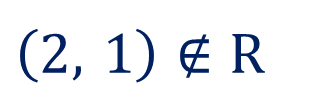 (2, 1) ∉ R